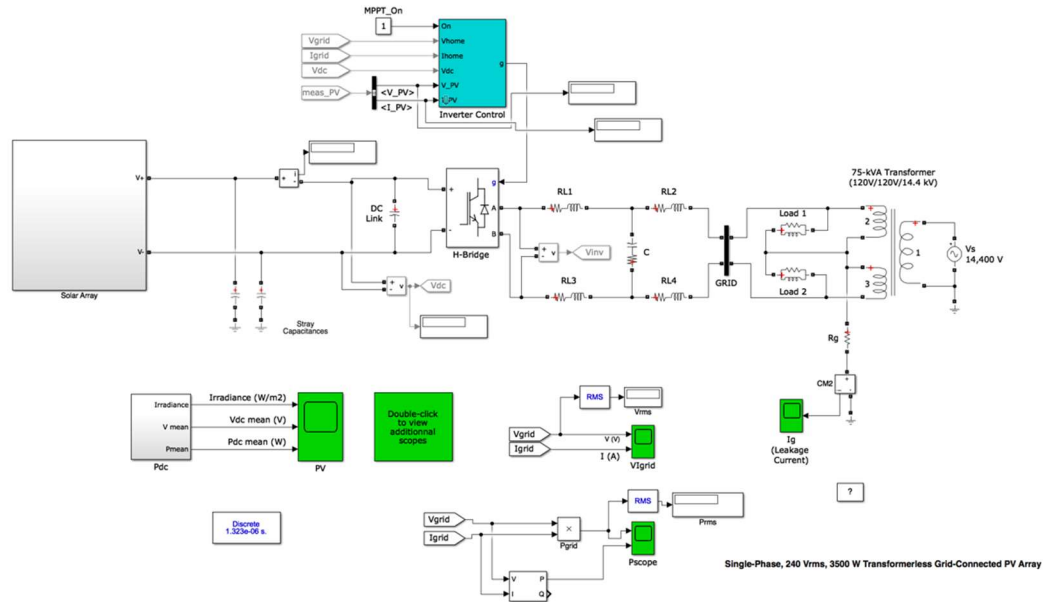 MPPT_On
1
Vgrid
Igrid
Vdc
meas_PV
<V_PV>
<I_PV>
On
Vhome
Ihome
Vdc
V_PV
I_PV
g
Inverter Control
V+
V-
Solar Array
i
+
-
DC
Link
+
-
v
Vdc
Stray
Capacitances
g
+
-
A
B
H-Bridge
RL1
RL2
+
-
v
Vinv
C
RL3
RL4
GRID
75-kVA Transformer
(120V/120V/14.4 kV)
Load 1
Load 2
2
3
1
Vs
14,400 V
Rg
CM2
Ig
(Leakage
Current)
Irradiance
V mean
Pmean
Pdc
Irradiance (W/m2)
Vdc mean (V)
Pdc mean (W)
PV
Double-click
to view
additionnal
scopes
RMS
Vrms
Vgrid
Igrid
V (V)
I (A)
VIgrid
?
Discrete
1.323e-06 s.
RMS
Prms
Vgrid
Igrid
×
Pgrid
Pscope
V
I
P
Q
Single-Phase, 240 Vrms, 3500 W Transformerless Grid-Connected PV Array